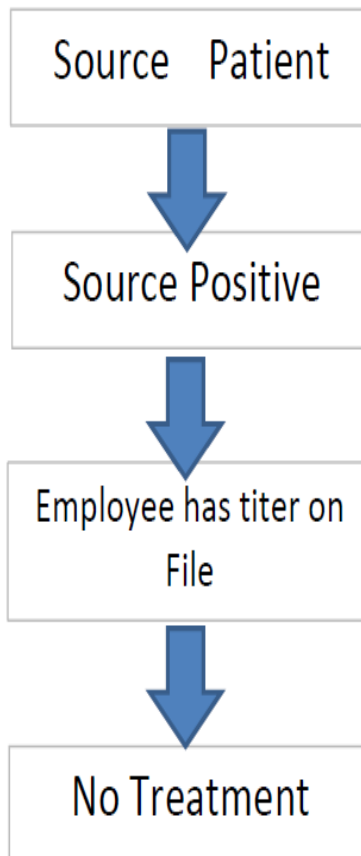 Source Patient
Source Positive
Employee has titer on
File
No Treatment